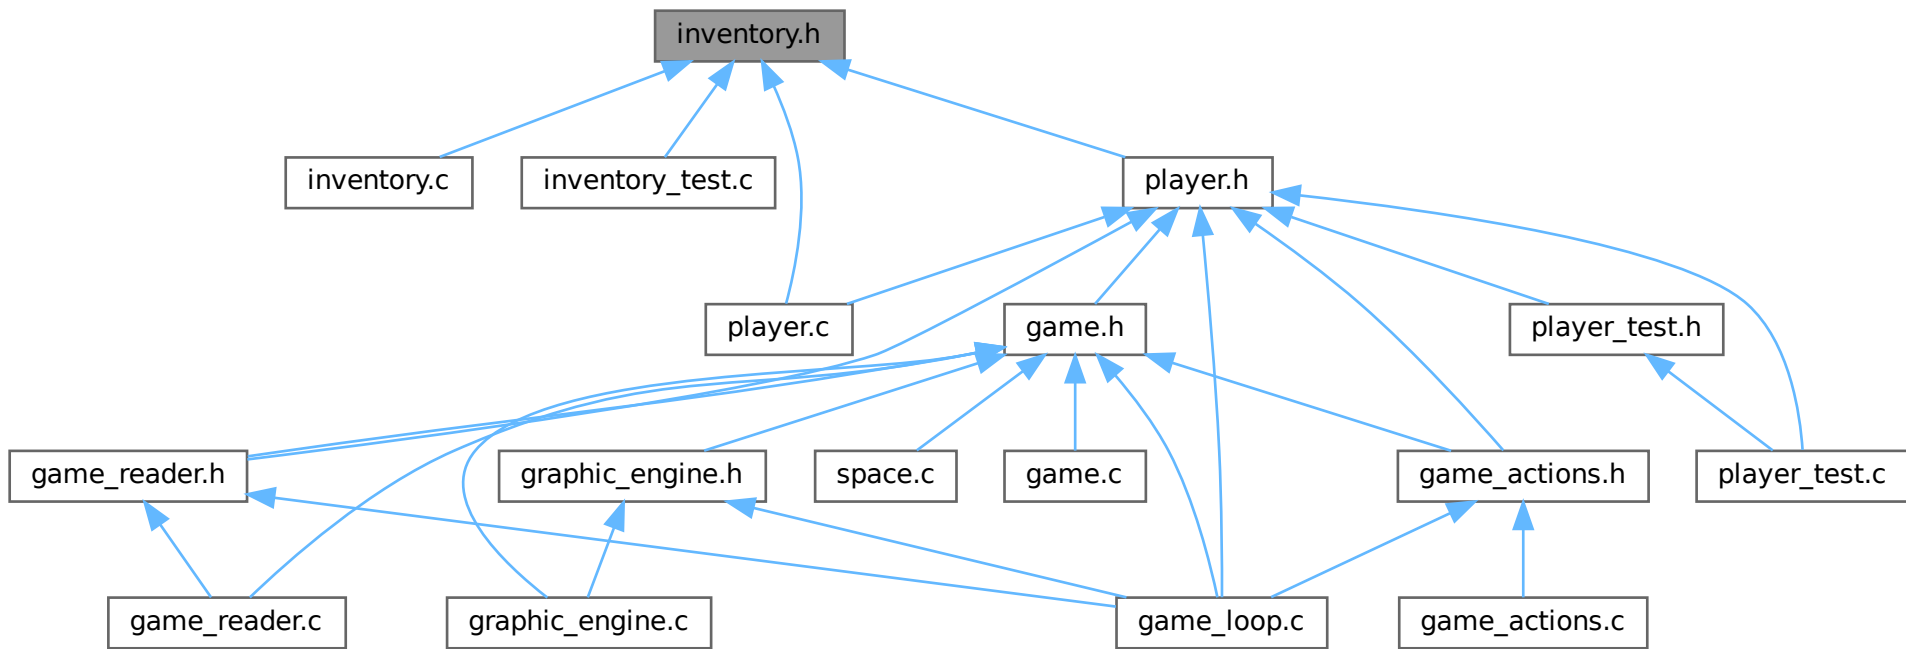 inventory.h
inventory.c
inventory_test.c
player.h
player.c
game.h
player_test.h
game_reader.h
graphic_engine.h
space.c
game.c
game_actions.h
player_test.c
game_reader.c
graphic_engine.c
game_loop.c
game_actions.c